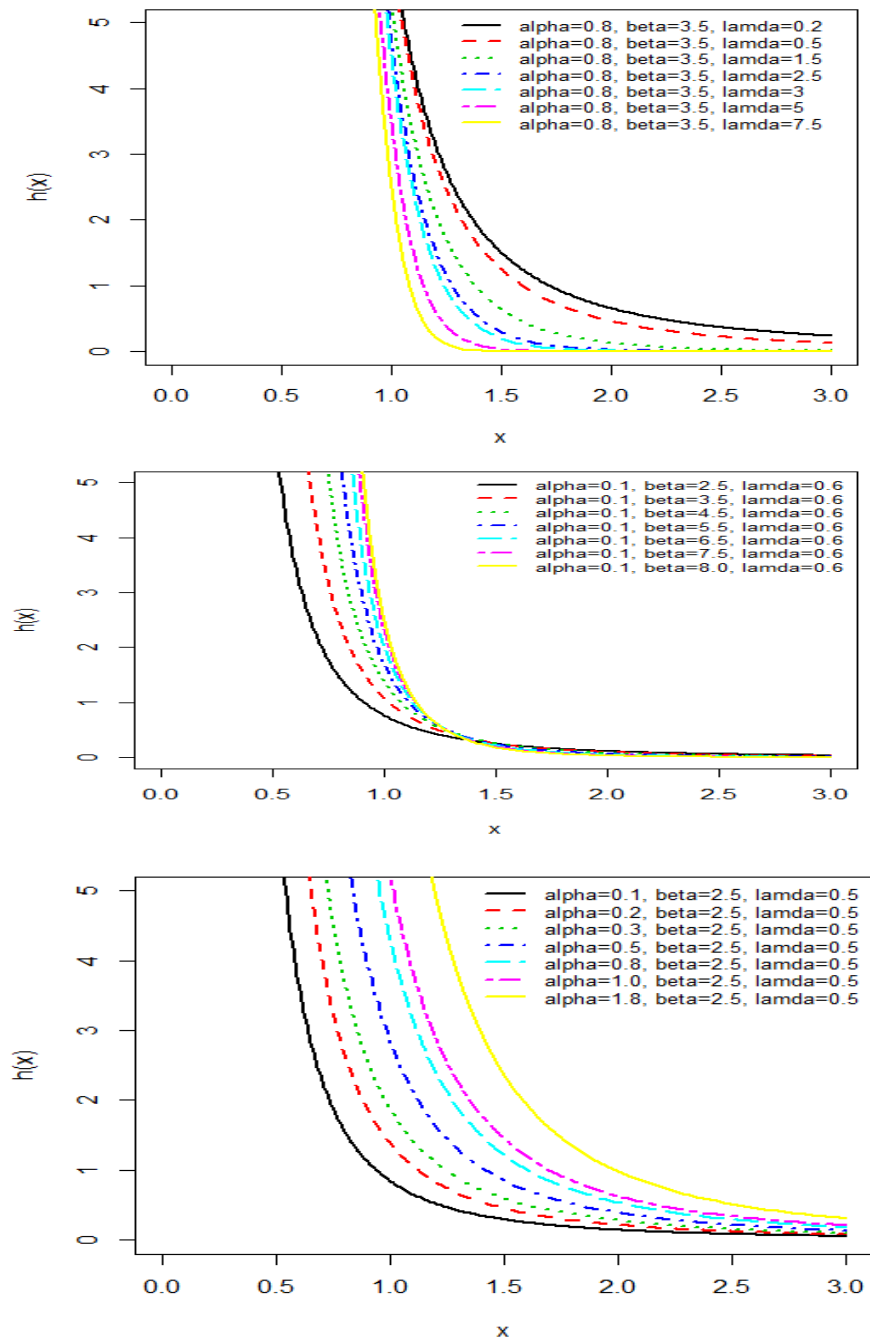 alpha=0.8, beta=3.5, lamda=0.2
alpha=0.8, beta=3.5, lamda=0.5
alpha=0.8, beta=3.5, lamda=1.5
alpha=0.8, beta=3.5, lamda=2.5
alpha=0.8, beta=3.5, lamda=3
alpha=0.8, beta=3.5, lamda=5
alpha=0.8, beta=3.5, lamda=7.5
5
4
3
2
1
0
h(x)
0.0 0.5 1.0 1.5 2.0 2.5 3.0
x
alpha=0.1, beta=2.5, lamda=0.6
alpha=0.1, beta=3.5, lamda=0.6
alpha=0.1, beta=4.5, lamda=0.6
alpha=0.1, beta=5.5, lamda=0.6
alpha=0.1, beta=6.5, lamda=0.6
alpha=0.1, beta=7.5, lamda=0.6
alpha=0.1, beta=8.0, lamda=0.6
5
4
3
2
1
0
h(x)
0.0 0.5 1.0 1.5 2.0 2.5 3.0
x
alpha=0.1, beta=2.5, lamda=0.5
alpha=0.2, beta=2.5, lamda=0.5
alpha=0.3, beta=2.5, lamda=0.5
alpha=0.5, beta=2.5, lamda=0.5
alpha=0.8, beta=2.5, lamda=0.5
alpha=1.0, beta=2.5, lamda=0.5
alpha=1.8, beta=2.5, lamda=0.5
5
4
3
2
1
0
h(x)
0.0 0.5 1.0 1.5 2.0 2.5 3.0
x